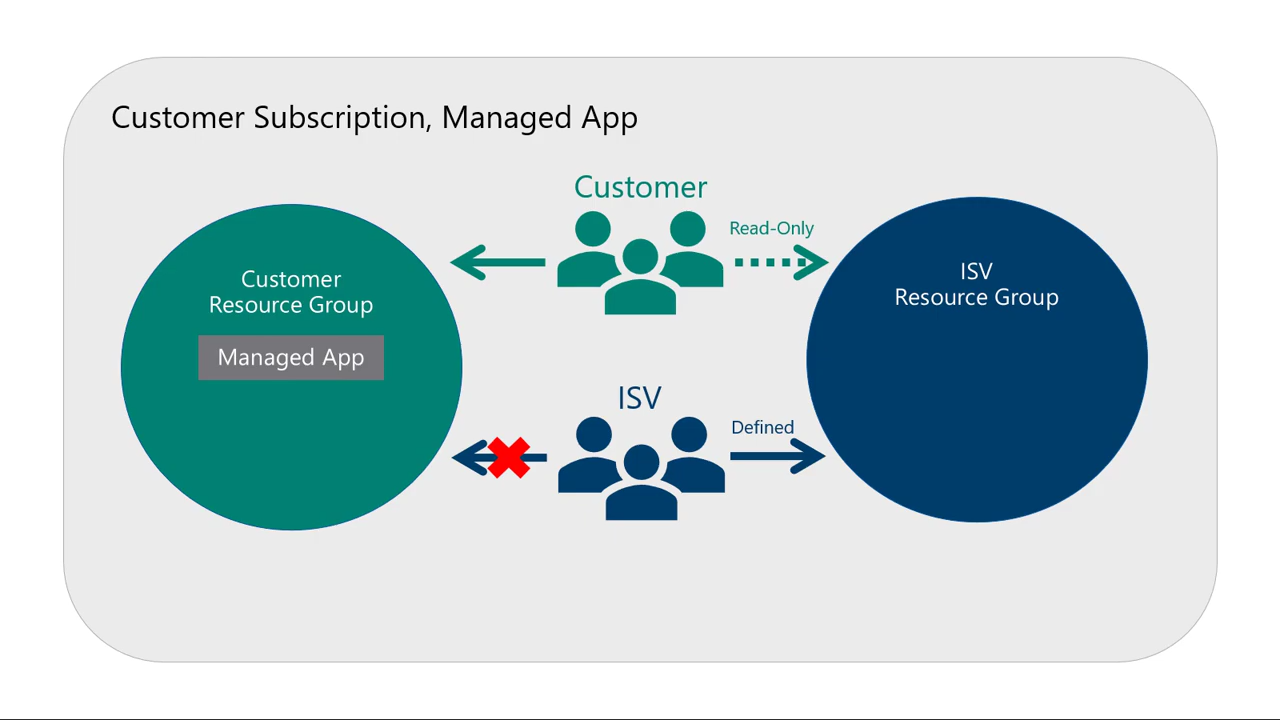 Customer Subscription, Managed App
Customer
Read-Only
Customer
Resource Group
Managed App
ISV
Resource Group
ISV
Defined